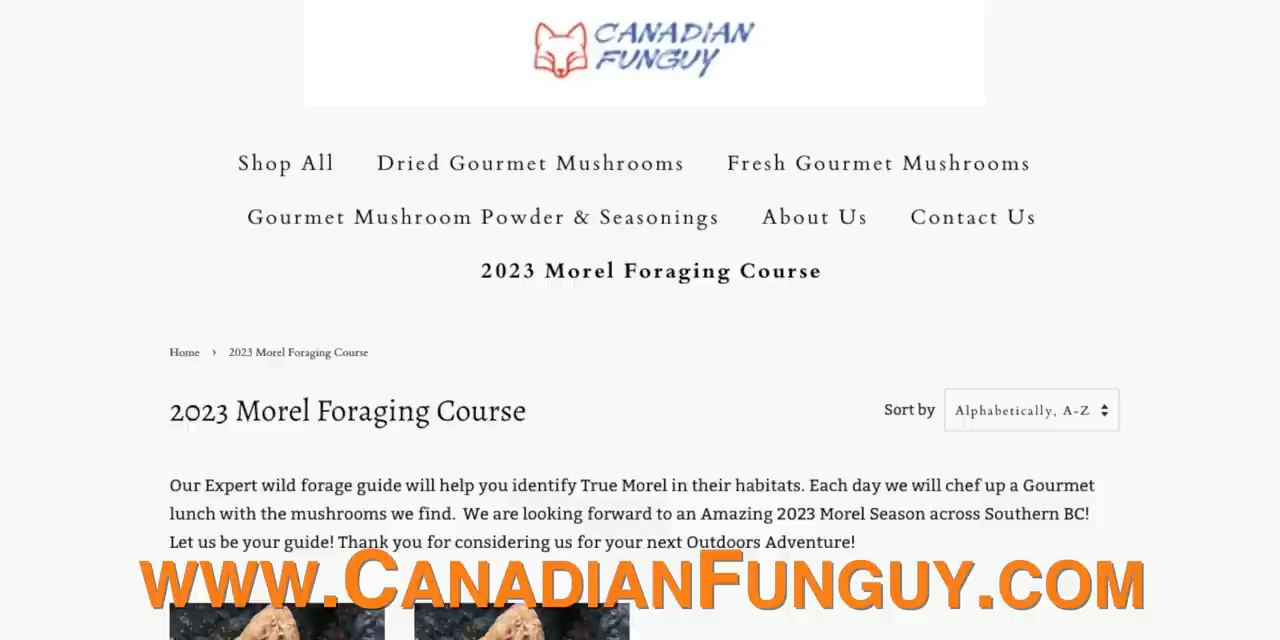 CANADIAN
FUNGUY
Shop All Dried Gourmet Mushrooms Fresh Gourmet Mushrooms
Gourmet Mushroom Powder & Seasonings About Us Contact Us
2023 Morel Foraging Course
Home › 2023 Morel Foraging Course
2023 Morel Foraging Course
Sort by Alphabetically, A-Z
Our Expert wild forage guide will help you identify True Morel in their habitats. Each day we will chef up a Gourmet
lunch with the mushrooms we find. We are looking forward to an Amazing 2023 Morel Season across Southern BC!
Let us be your guide! Thank you for considering us for your next Outdoors Adventure!
www.CanadianFunguy.com